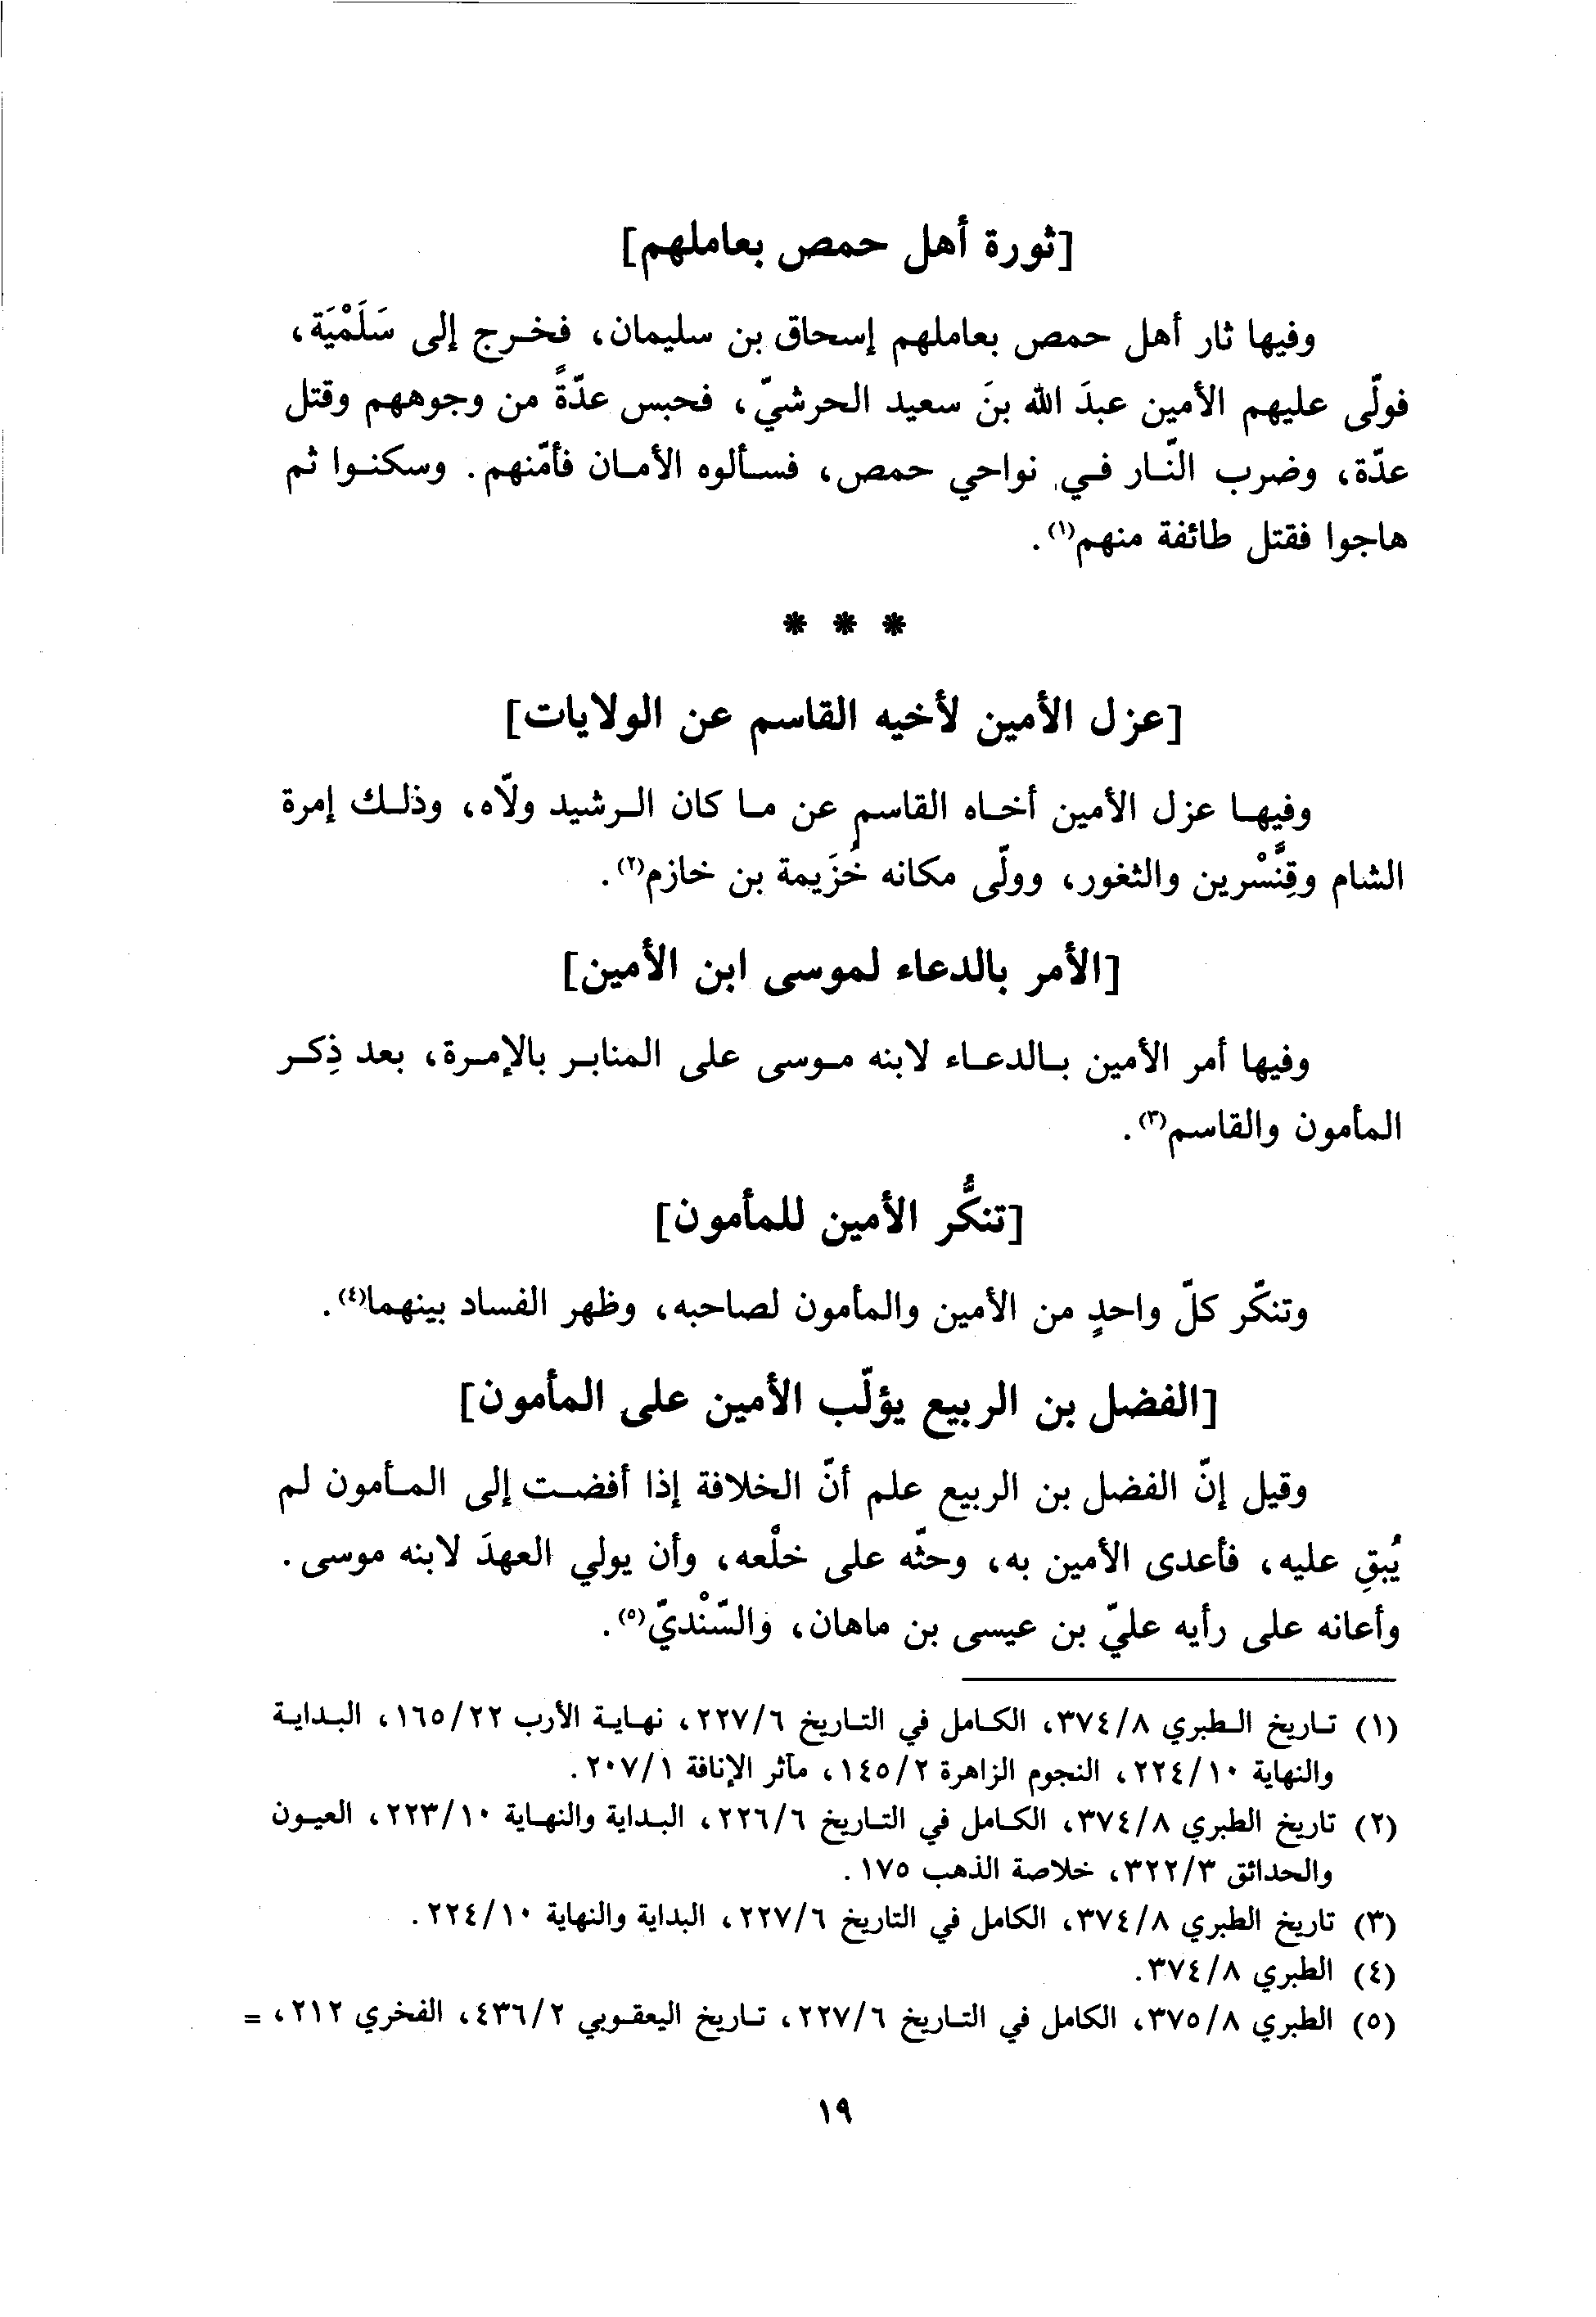 [ثورة أهل حمص بعاملهم]
وفيها ثار أهل حمص بعاملهم إسحاق بن سليمان، فخرج إلى سَلَمْيَة،
فولّى عليهم الأمين عبدَ الله بنَ سعيد الحرشيّ، فحبس عدّةً من وجوههم وقتل
عدّة، وضرب النّار في نواحي حمص، فسألوه الأمان فأمّنهم. وسكنوا ثم
هاجوا فقتل طائفة منهم(١).
* * *
[عزل الأمين لأخيه القاسم عن الولايات]
وفيها عزل الأمين أخاه القاسم عن ما كان الرشيد ولّاه، وذلك إمرة
الشام وقِنَّسْرين والثغور، وولّى مكانه خُزَيمة بن خازم(٢).
[الأمر بالدعاء لموسى ابن الأمين]
وفيها أمر الأمين بالدعاء لابنه موسى على المنابر بالإمرة، بعد ذِكر
المأمون والقاسم(٣).
[تنكُّر الأمين للمأمون]
وتنكّر كلّ واحدٍ من الأمين والمأمون لصاحبه، وظهر الفساد بينهما(٤).
[الفضل بن الربيع يؤلّب الأمين على المأمون]
وقيل إنّ الفضل بن الربيع علم أنّ الخلافة إذا أفضت إلى المأمون لم
يُبقِ عليه، فأعدى الأمين به، وحثّه على خلْعه، وأن يولي العهدَ لابنه موسى.
وأعانه على رأيه عليّ بن عيسى بن ماهان، والسّنْديّ(٥).
(١) تاريخ الطبري ٣٧٤/٨، الكامل في التاريخ ٢٢٧/٦، نهاية الأرب ١٦٥/٢٢، البداية
والنهاية ٢٢٤/١٠، النجوم الزاهرة ١٤٥/٢، مآثر الإنافة ٢٠٧/١.
(٢) تاريخ الطبري ٣٧٤/٨، الكامل في التاريخ ٢٢٦/٦، البداية والنهاية ٢٢٣/١٠، العيون
والحدائق ٣٢٢/٣، خلاصة الذهب ١٧٥.
(٣) تاريخ الطبري ٣٧٤/٨، الكامل في التاريخ ٢٢٧/٦، البداية والنهاية ٢٢٤/١٠.
(٤) الطبري ٣٧٤/٨.
(٥) الطبري ٣٧٥/٨، الكامل في التاريخ ٢٢٧/٦، تاريخ اليعقوبي ٤٣٦/٢، الفخري ٢١٢، =
١٩